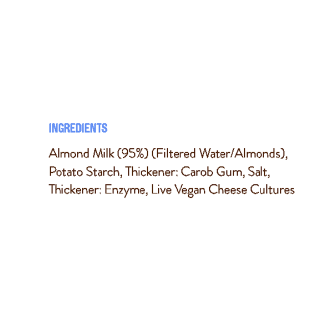 INGREDIENTS
Almond Milk (95%) (Filtered Water/Almonds),
Potato Starch, Thickener: Carob Gum, Salt,
Thickener: Enzyme, Live Vegan Cheese Cultures